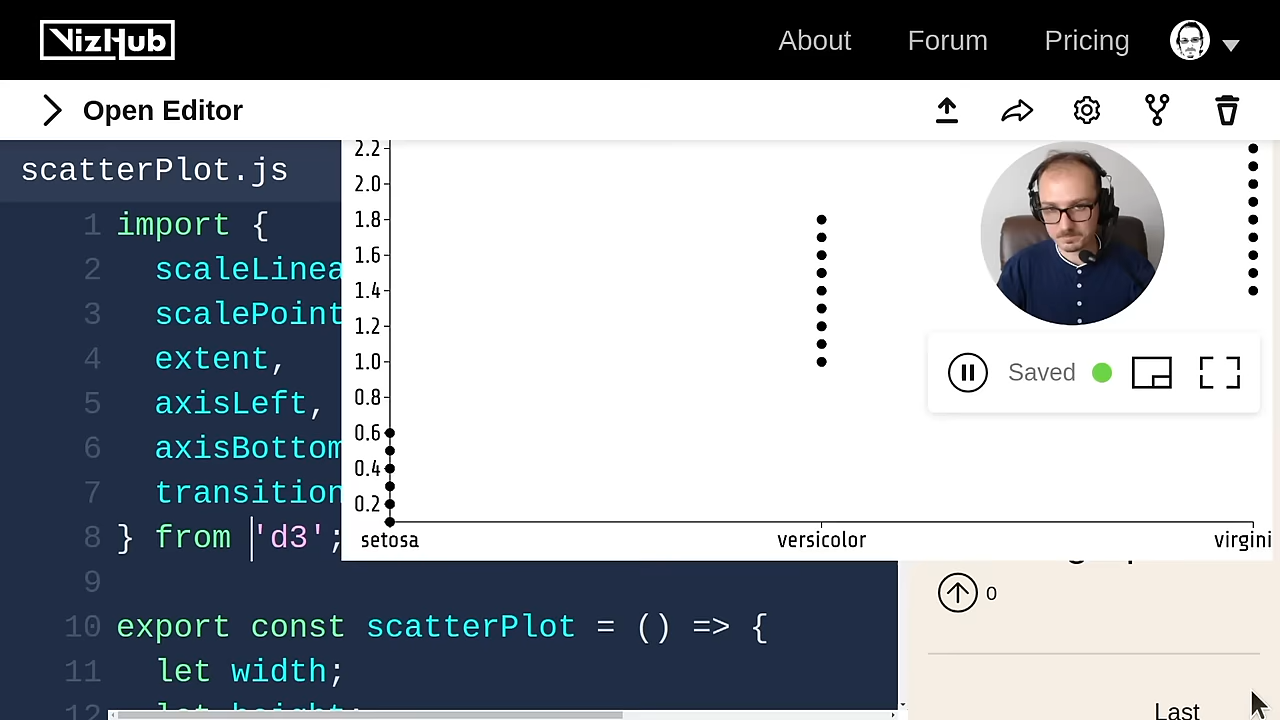 VizHub
About Forum Pricing
Open Editor
scatterPlot.js
1 import {
2 scaleLinea
3 scalePoint
4 extent,
5 axisLeft,
6 axisBottom
7 transition
8 } from 'd3';
9
10 export const scatterPlot = () => {
11 let width;
12 let height;
2.2
2.0
1.8
1.6
1.4
1.2
1.0
0.8
0.6
0.4
0.2
setosa versicolor virgini
Saved
0
Last